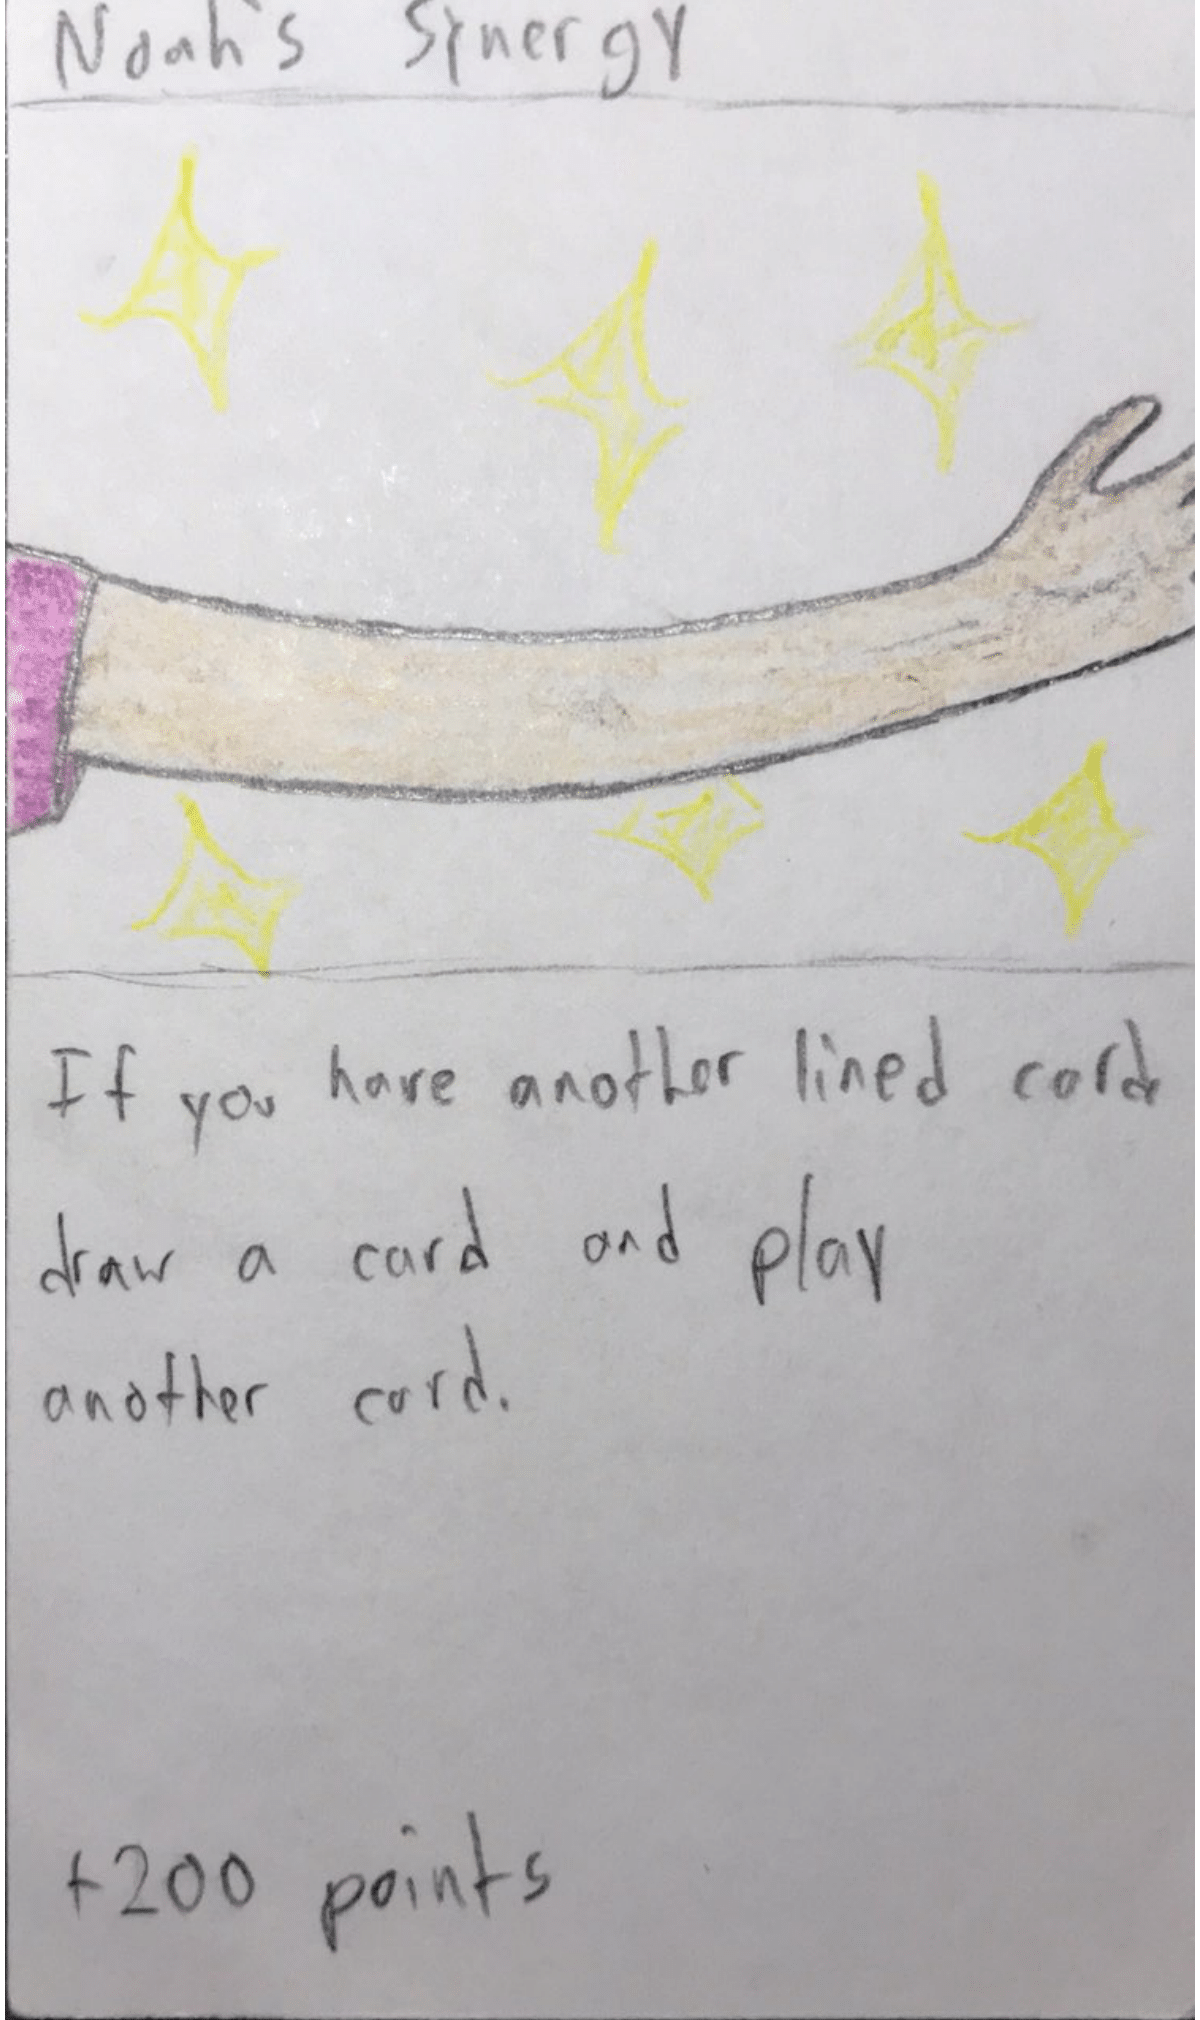 Noah's Synergy
If you have another lined card
draw a card and play
another card.
+200 points